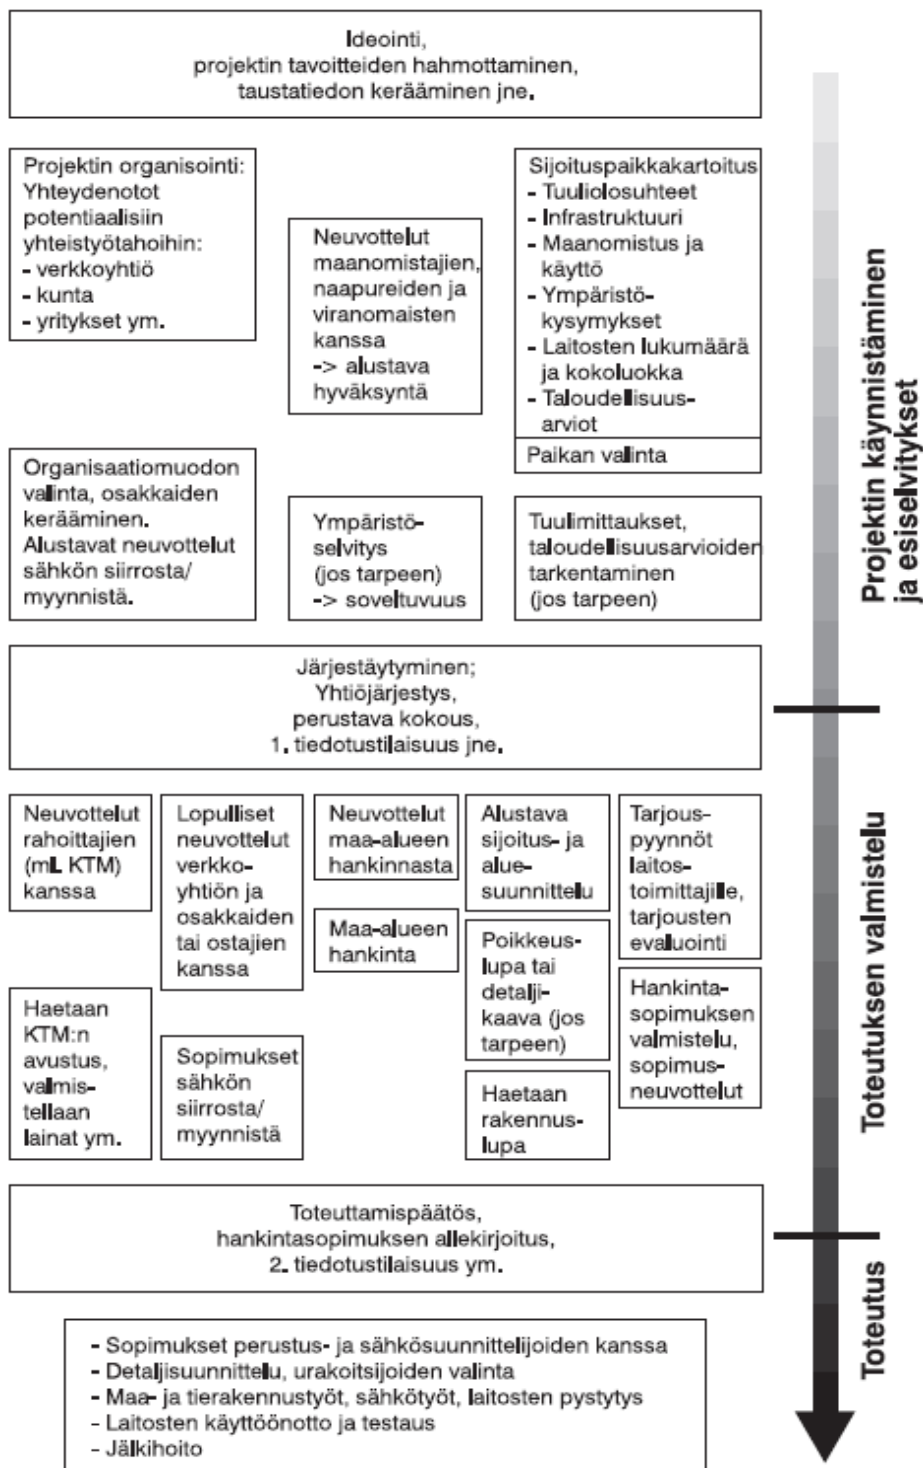 Ideointi,
projektin tavoitteiden hahmottaminen,
taustatiedon kerääminen jne.
Projektin organisointi:
Yhteydenotot
potentiaalisiin
yhteistyötahoihin:
- verkkoyhtiö
- kunta
- yritykset ym.
Neuvottelut
maanomistajien,
naapureiden ja
viranomaisten
kanssa
-> alustava
hyväksyntä
Sijoituspaikkakartoitus
- Tuuliolosuhteet
- Infrastruktuuri
- Maanomistus ja
käyttö
- Ympäristö-
kysymykset
- Laitosten lukumäärä
ja kokoluokka
- Taloudellisuus-
arviot
Paikan valinta
Organisaatiomuodon
valinta, osakkaiden
kerääminen.
Alustavat neuvottelut
sähkön siirrosta/
myynnistä.
Ympäristö-
selvitys
(jos tarpeen)
-> soveltuvuus
Tuulimittaukset,
taloudellisuusarvioiden
tarkentaminen
(jos tarpeen)
Projektin käynnistäminen
ja esiselvitykset
Järjestäytyminen;
Yhtiöjärjestys,
perustava kokous,
1. tiedotustilaisuus jne.
Neuvottelut
rahoittajien
(ml. KTM)
kanssa
Haetaan
KTM:n
avustus,
valmis-
tellaan
lainat ym.
Lopulliset
neuvottelut
verkko-
yhtiön ja
osakkaiden
tai ostajien
kanssa
Sopimukset
sähkön
siirrosta/
myynnistä
Neuvottelut
maa-alueen
hankinnasta
Maa-alueen
hankinta
Alustava
sijoitus- ja
alue-
suunnittelu
Poikkeus-
lupa tai
detalji-
kaava (jos
tarpeen)
Haetaan
rakennus-
lupa
Tarjous-
pyynnöt
laitos-
toimittajille,
tarjousten
evaluointi
Hankinta-
sopimuksen
valmistelu,
sopimus-
neuvottelut
Toteutuksen valmistelu
Toteuttamispäätös,
hankintasopimuksen allekirjoitus,
2. tiedotustilaisuus ym.
- Sopimukset perustus- ja sähkösuunnittelijoiden kanssa
- Detaljisuunnittelu, urakoitsijoiden valinta
- Maa- ja tierakennustyöt, sähkötyöt, laitosten pystytys
- Laitosten käyttöönotto ja testaus
- Jälkihoito
Toteutus